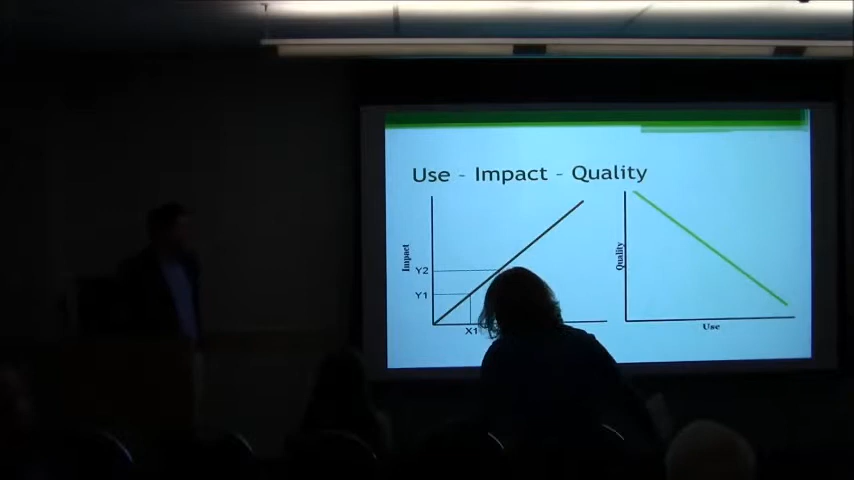 Use - Impact - Quality
Impact
Y2
Y1
X1
Quality
Use